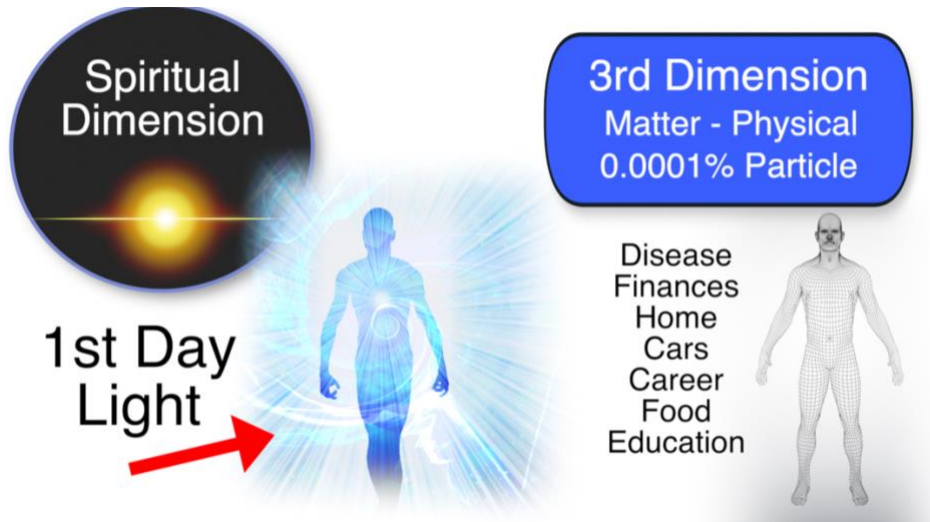 Spiritual
Dimension
1st Day
Light
3rd Dimension
Matter - Physical
0.0001% Particle
Disease
Finances
Home
Cars
Career
Food
Education